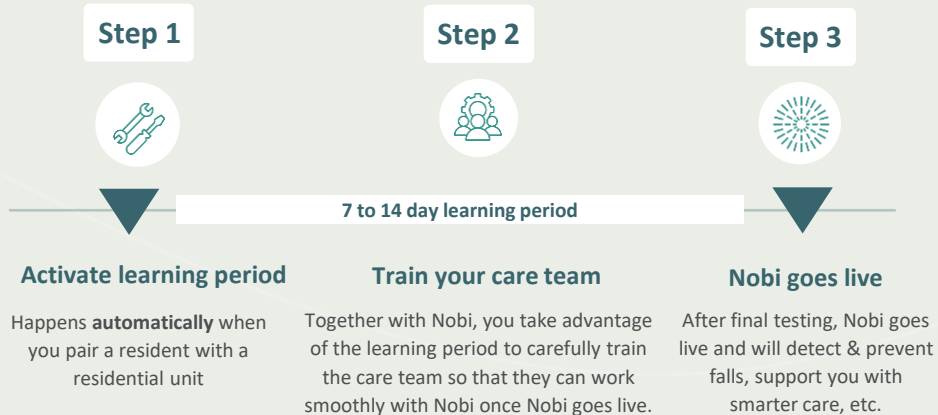 Step 1
Step 2
Step 3
7 to 14 day learning period
Activate learning period
Happens automatically when
you pair a resident with a
residential unit
Train your care team
Together with Nobi, you take advantage
of the learning period to carefully train
the care team so that they can work
smoothly with Nobi once Nobi goes live.
Nobi goes live
After final testing, Nobi goes
live and will detect & prevent
falls, support you with
smarter care, etc.